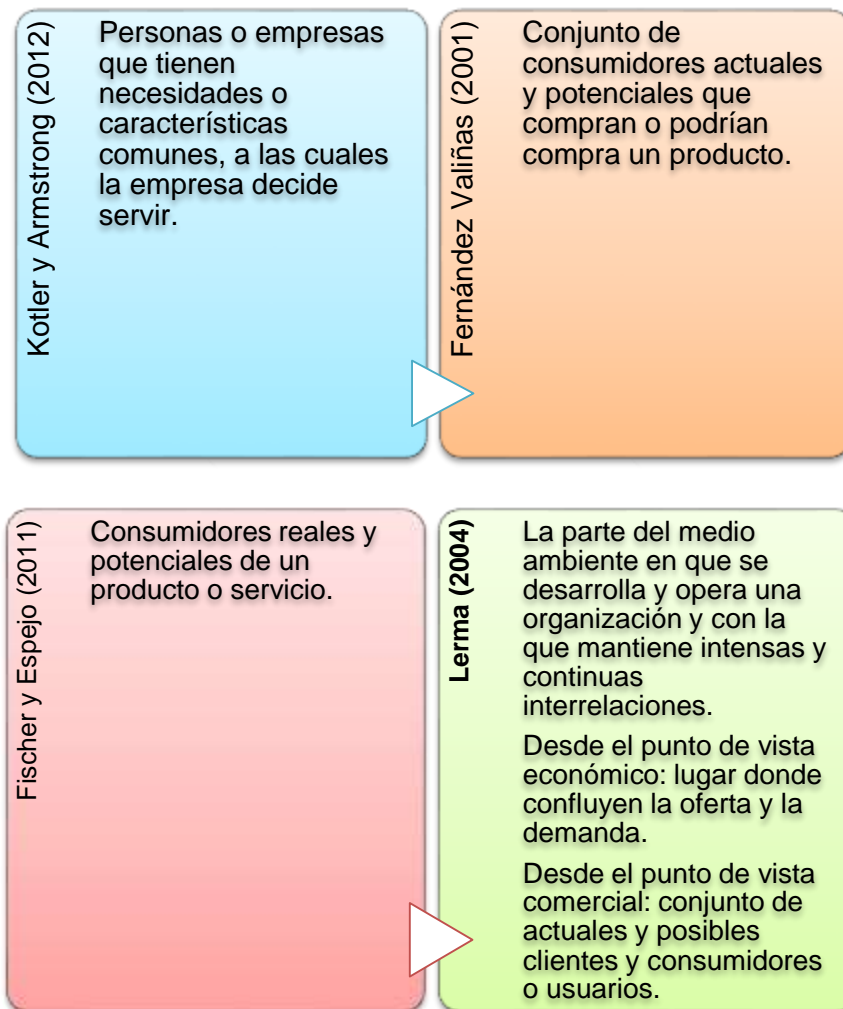 Kotler y Armstrong (2012)
Personas o empresas
que tienen
necesidades o
características
comunes, a las cuales
la empresa decide
servir.
Fernández Valiñas (2001)
Conjunto de
consumidores actuales
y potenciales que
compran o podrían
compra un producto.
Fischer y Espejo (2011)
Consumidores reales y
potenciales de un
producto o servicio.
Lerma (2004)
La parte del medio
ambiente en que se
desarrolla y opera una
organización y con la
que mantiene intensas y
continuas
interrelaciones.
Desde el punto de vista
económico: lugar donde
confluyen la oferta y la
demanda.
Desde el punto de vista
comercial: conjunto de
actuales y posibles
clientes y consumidores
o usuarios.